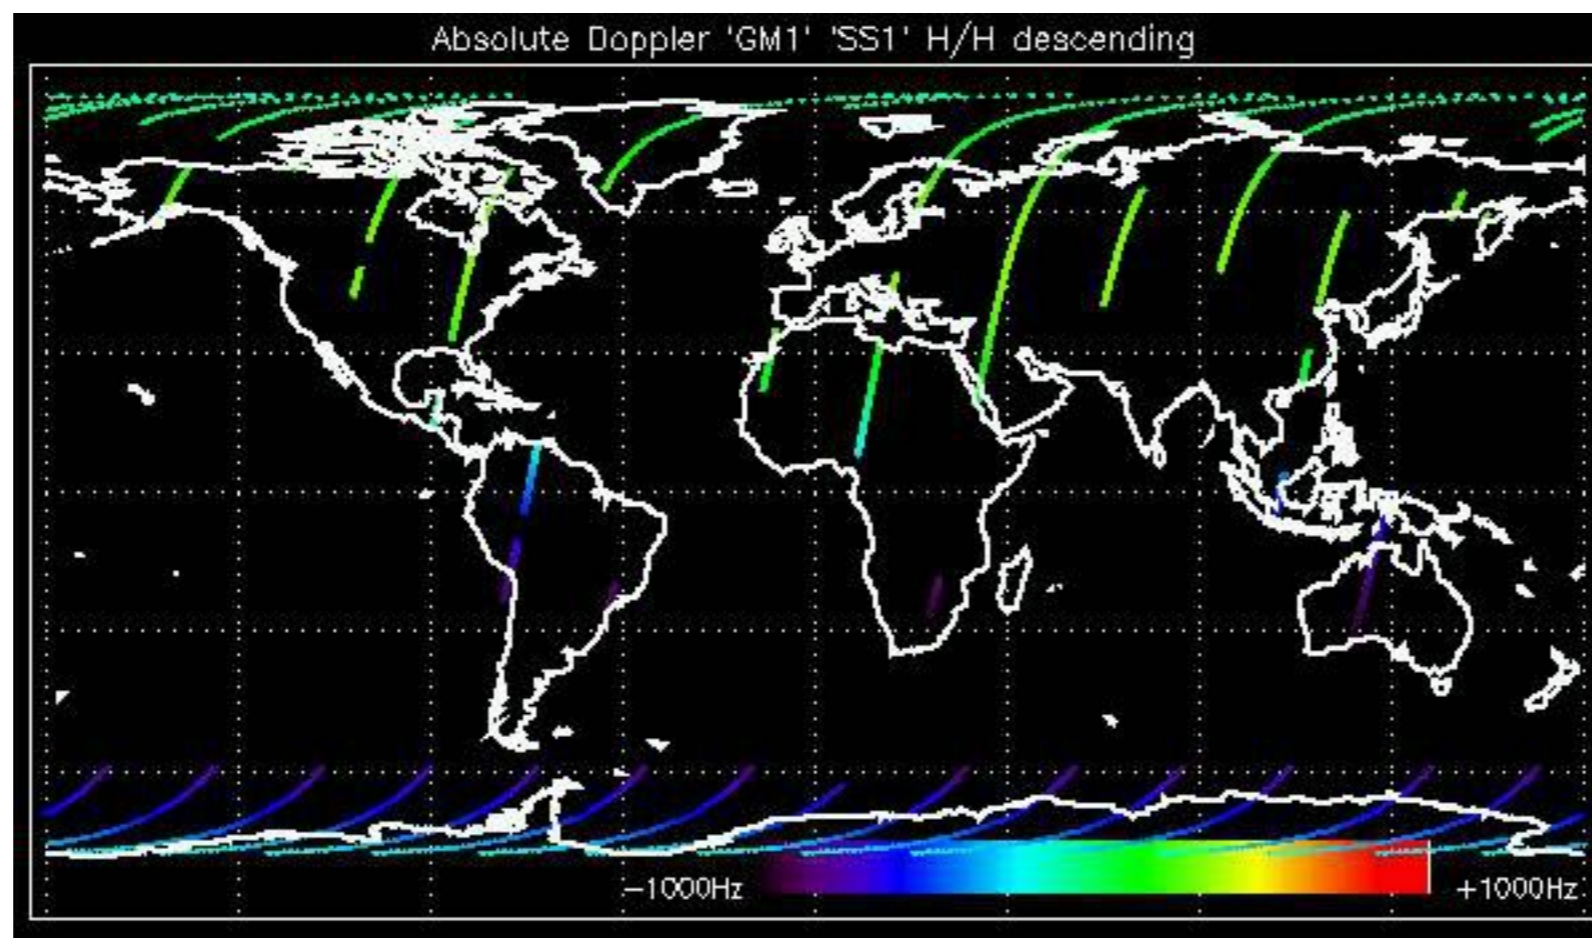 Absolute Doppler 'GM1' 'SS1' H/H descending
−1000Hz
+1000Hz